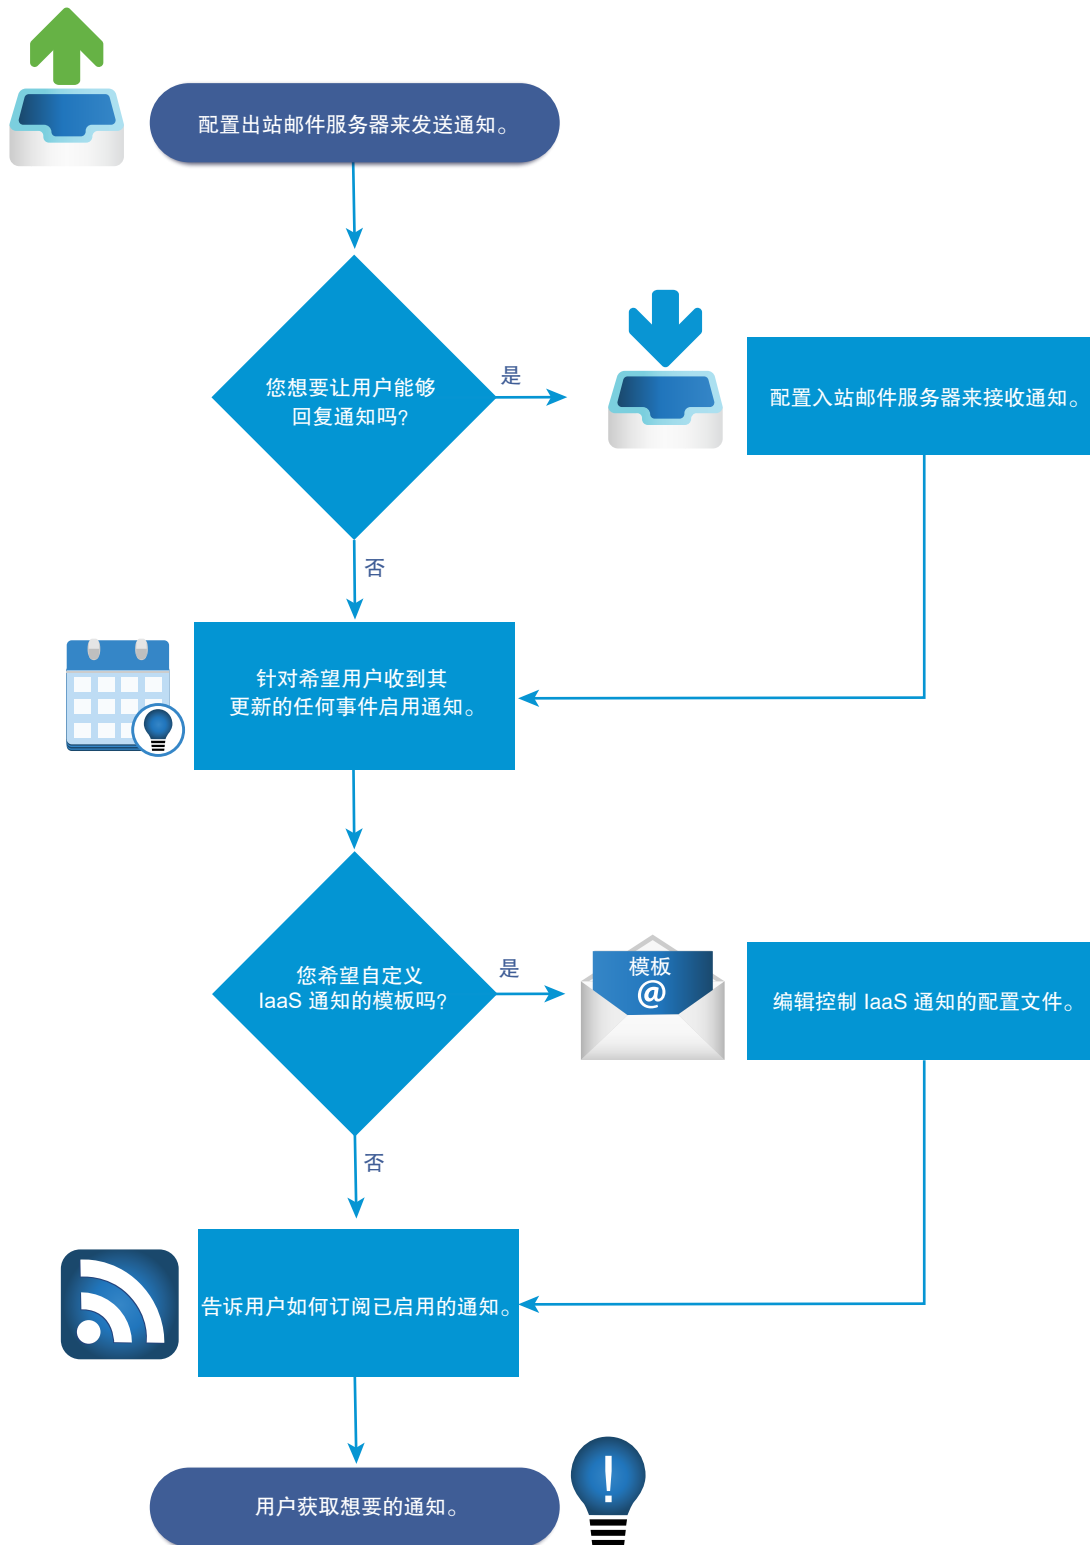 配置出站邮件服务器来发送通知。
您想要让用户能够
回复通知吗?
是
配置入站邮件服务器来接收通知。
否
针对希望用户收到其
更新的任何事件启用通知。
您希望自定义
IaaS 通知的模板吗?
是
模板
@
编辑控制 IaaS 通知的配置文件。
否
告诉用户如何订阅已启用的通知。
用户获取想要的通知。
!